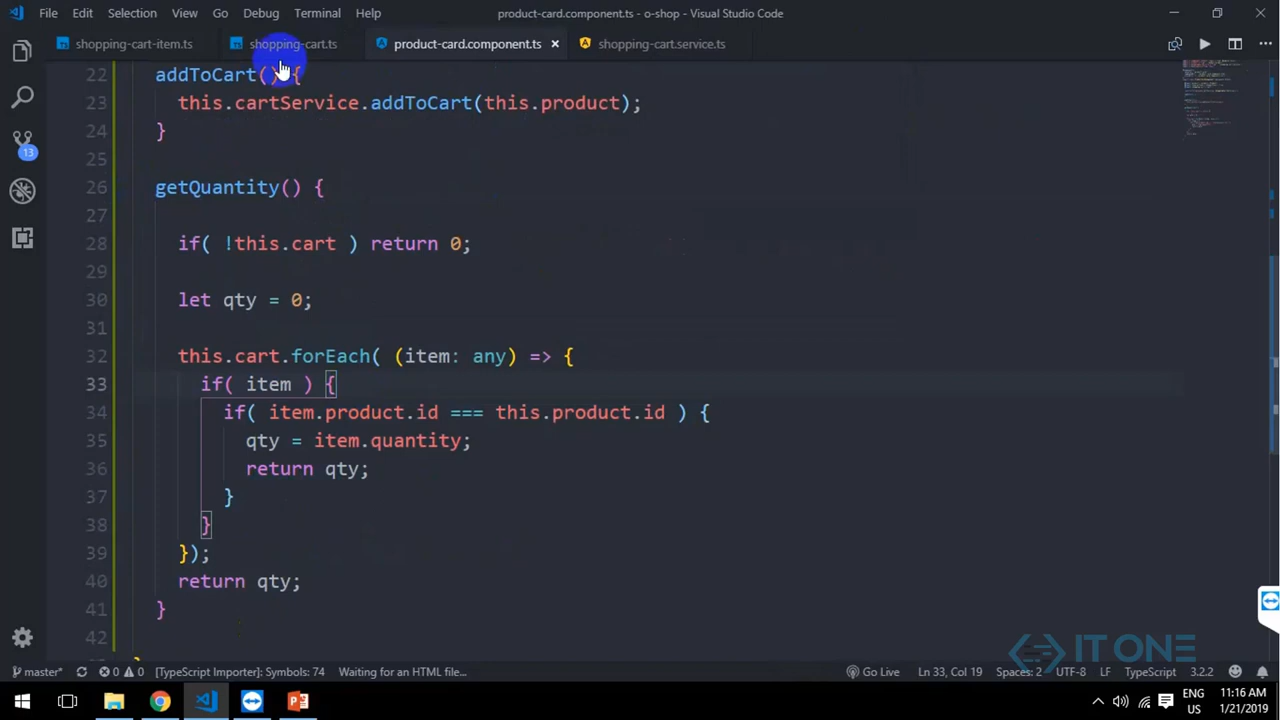 File Edit Selection View Go Debug Terminal Help product-card.component.ts - o-shop - Visual Studio Code
shopping-cart-item.ts shopping-cart.ts product-card.component.ts shopping-cart.service.ts
22 addToCart() {
23 this.cartService.addToCart(this.product);
24 }
25
26 getQuantity() {
27
28 if( !this.cart ) return 0;
29
30 let qty = 0;
31
32 this.cart.forEach( (item: any) => {
33 if( item ) {
34 if( item.product.id === this.product.id ) {
35 qty = item.quantity;
36 return qty;
37 }
38 }
39 });
40 return qty;
41 }
42
13
IT ONE
master* 0 0 [TypeScript Importer]: Symbols: 74 Waiting for an HTML file... Go Live Ln 33, Col 19 Spaces: 2 UTF-8 LF TypeScript 3.2.2
ENG 11:16 AM
US 1/21/2019